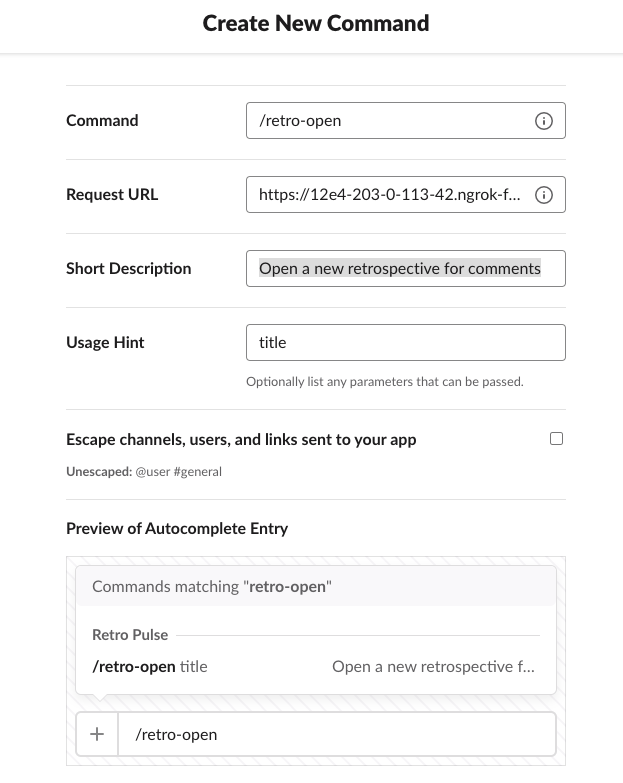 Create New Command
Command
/retro-open
Request URL
https://12e4-203-0-113-42.ngrok-f...
Short Description
Open a new retrospective for comments
Usage Hint
title
Optionally list any parameters that can be passed.
Escape channels, users, and links sent to your app
Unescaped: @user #general
Preview of Autocomplete Entry
Commands matching "retro-open"
Retro Pulse
/retro-open title Open a new retrospective f...
/retro-open